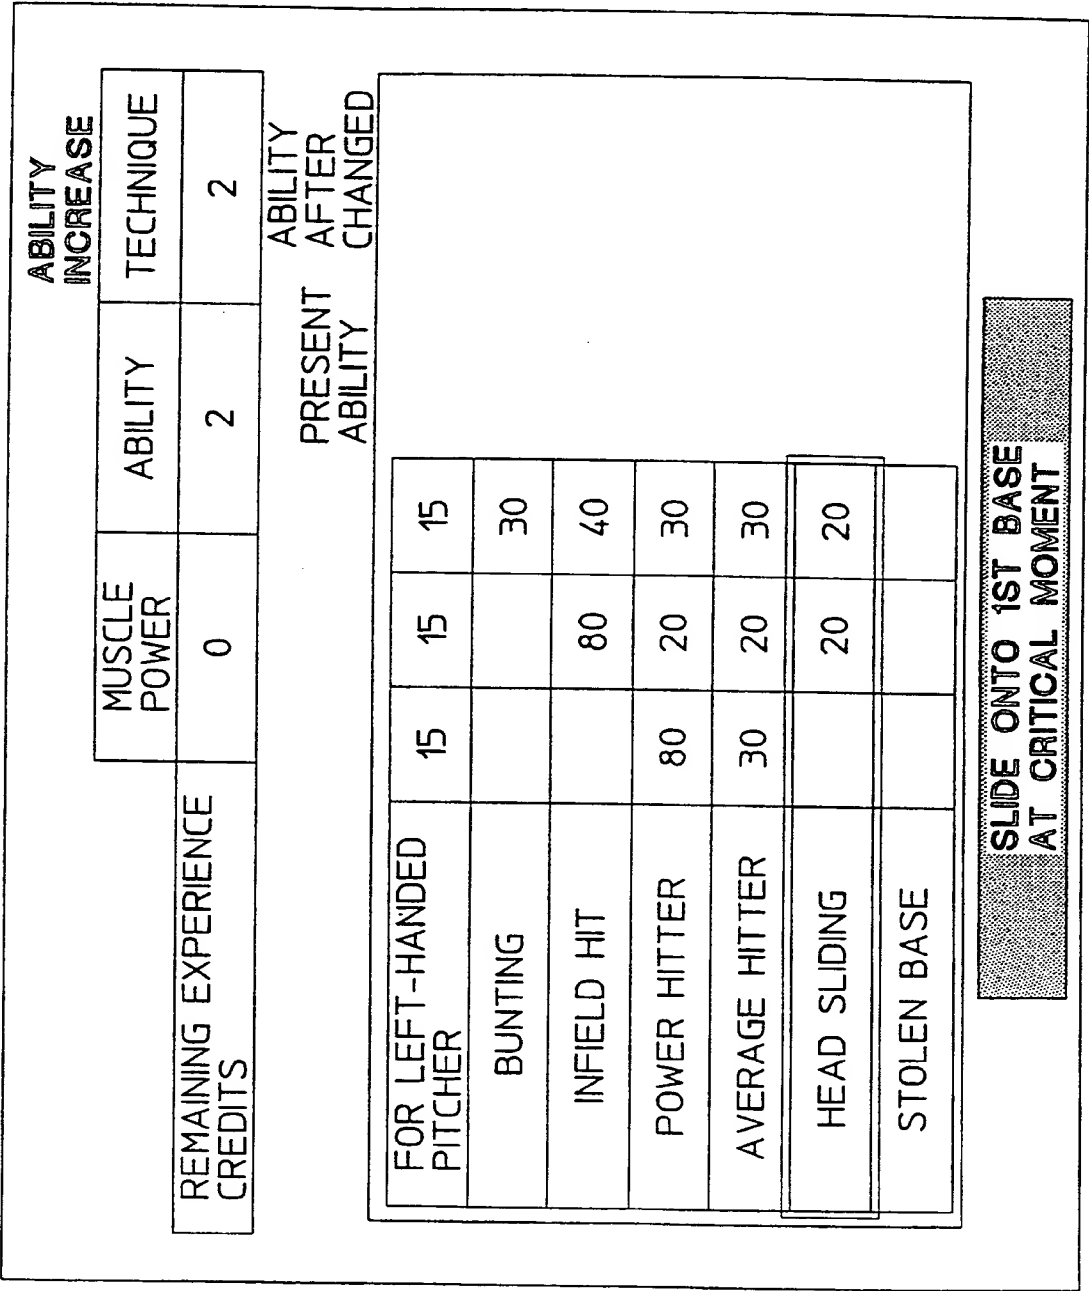 ABILITY
INCREASE
MUSCLE
POWER
ABILITY
TECHNIQUE
REMAINING EXPERIENCE
CREDITS
0
2
2
PRESENT
ABILITY
ABILITY
AFTER
CHANGED
FOR LEFT-HANDED
PITCHER
15
15
15
BUNTING
30
INFIELD HIT
80
40
POWER HITTER
80
20
30
AVERAGE HITTER
30
20
30
HEAD SLIDING
20
20
STOLEN BASE
SLIDE ONTO 1ST BASE
AT CRITICAL MOMENT